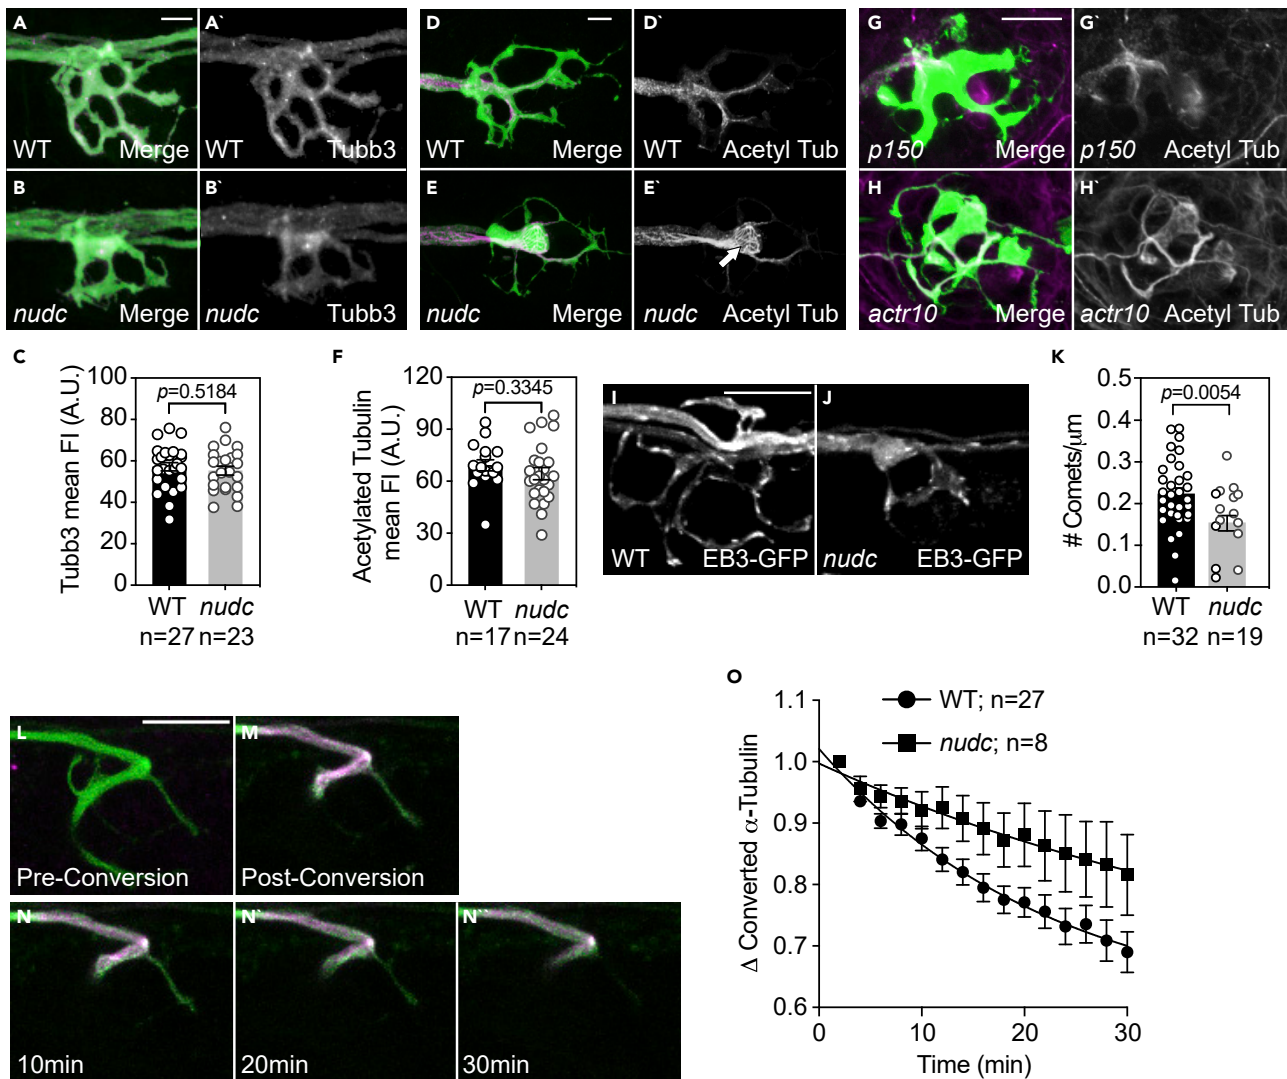 A
A`
D
D`
G
G`
WT
Merge
WT
Tubb3
WT
Merge
WT
Acetyl Tub
p150
Merge
p150
Acetyl Tub
B
B`
E
E`
H
H`
nudc
Merge
nudc
Tubb3
nudc
Merge
nudc
Acetyl Tub
actr10
Merge
actr10
Acetyl Tub
C
Tubb3 mean FI (A.U.)
100
80
60
40
20
0
p=0.5184
WT
nudc
n=27
n=23
F
Acetylated Tubulin
mean FI (A.U.)
120
90
60
30
0
p=0.3345
WT
nudc
n=17
n=24
I
J
WT
EB3-GFP
nudc
EB3-GFP
K
# Comets/μm
0.5
0.4
0.3
0.2
0.1
0.0
p=0.0054
WT
nudc
n=32
n=19
L
M
Pre-Conversion
Post-Conversion
N
N`
N``
10min
20min
30min
O
Δ Converted α-Tubulin
1.1
1.0
0.9
0.8
0.7
0.6
WT; n=27
nudc; n=8
0
10
20
30
Time (min)